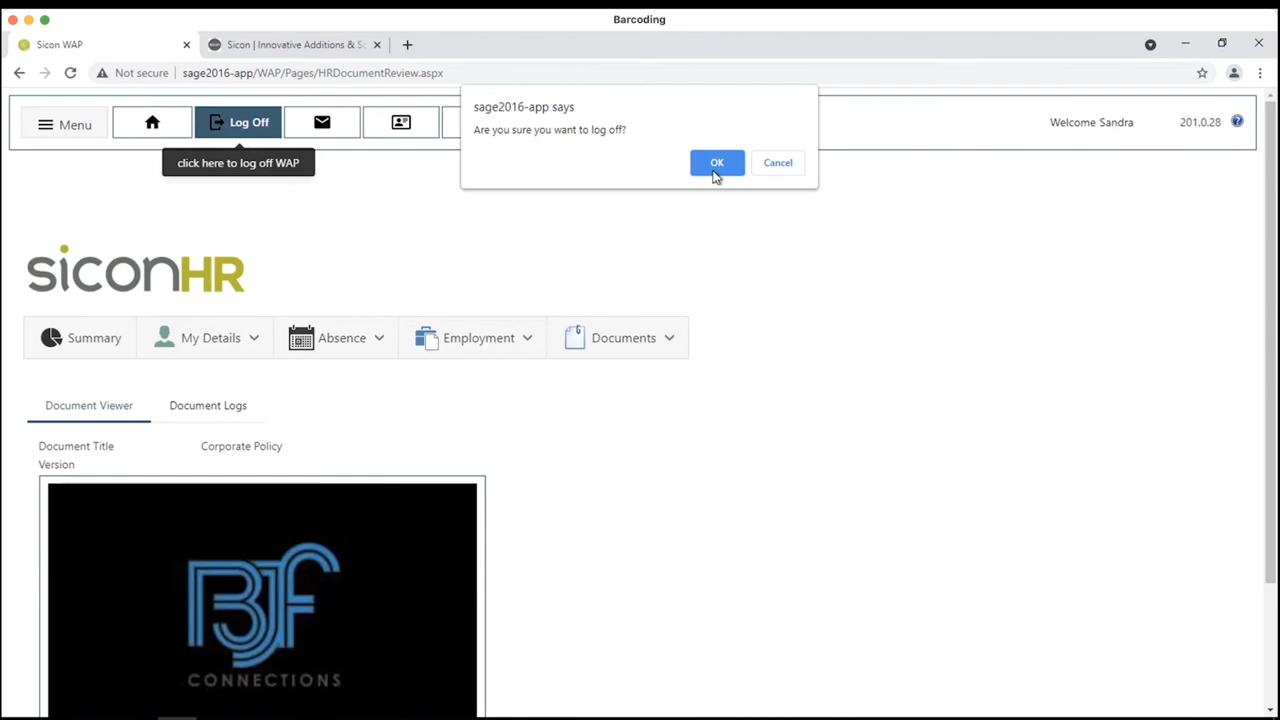 Barcoding
Sicon WAP
Sicon | Innovative Additions & So
Not secure
sage2016-app/WAP/Pages/HRDocumentReview.aspx
Menu
Log Off
Welcome Sandra
201.0.28
click here to log off WAP
sage2016-app says
Are you sure you want to log off?
OK
Cancel
siconHR
Summary
My Details
Absence
Employment
Documents
Document Viewer
Document Logs
Document Title
Corporate Policy
Version
BJf
CONNECTIONS